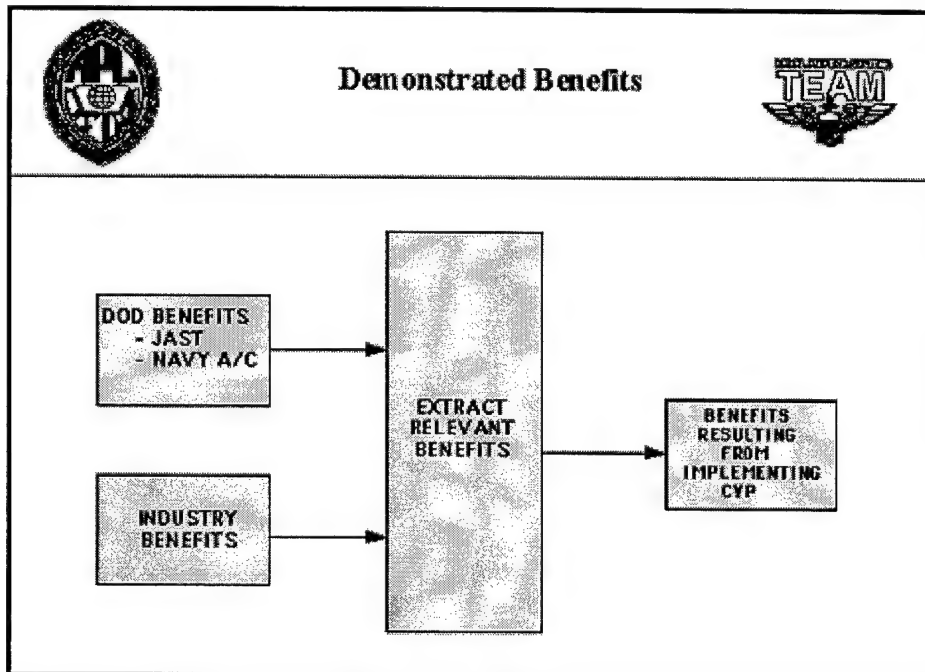 Demonstrated Benefits
TEAM
DOD BENEFITS
- JAST
- NAVY A/C
INDUSTRY
BENEFITS
EXTRACT
RELEVANT
BENEFITS
BENEFITS
RESULTING
FROM
IMPLEMENTING
CYP